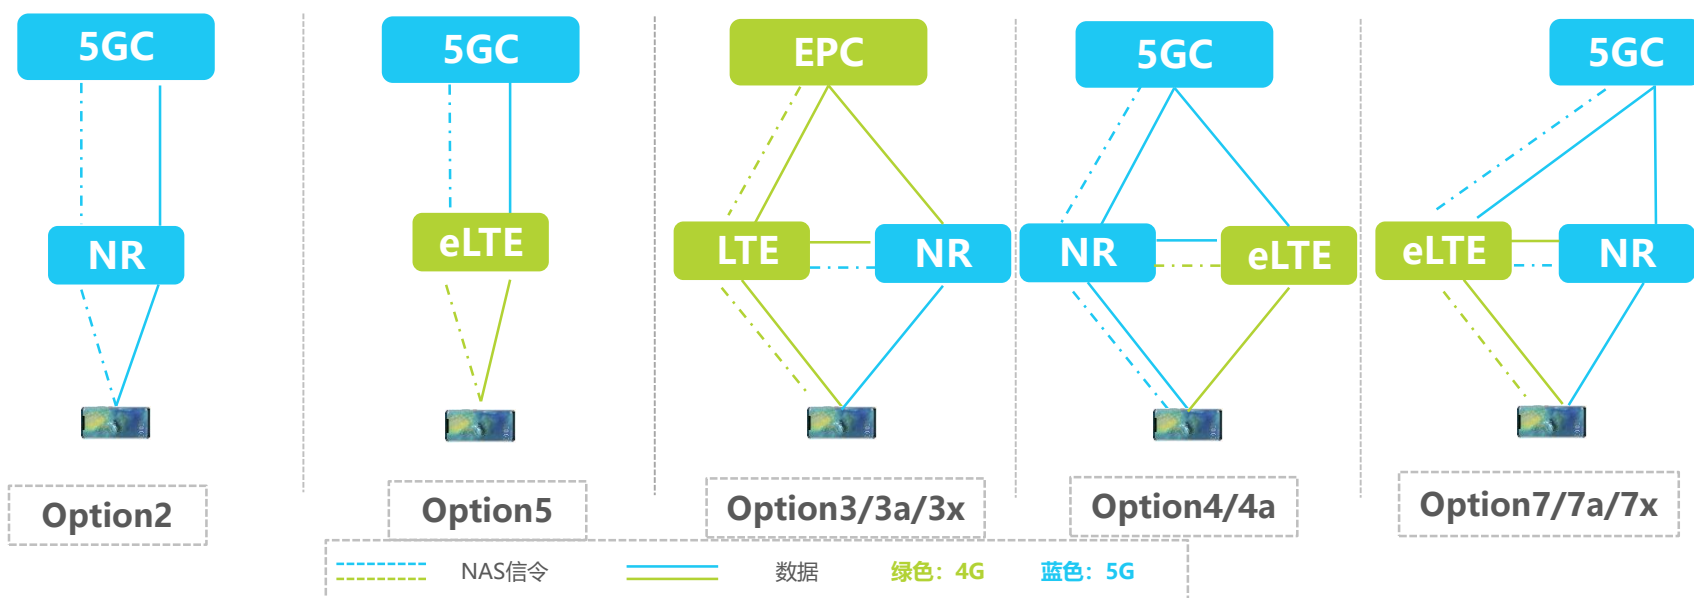 5GC
5GC
EPC
5GC
5GC
NR
eLTE
LTE
NR
NR
eLTE
eLTE
NR
Option2
Option5
Option3/3a/3x
Option4/4a
Option7/7a/7x
NAS信令
数据
绿色：4G
蓝色：5G